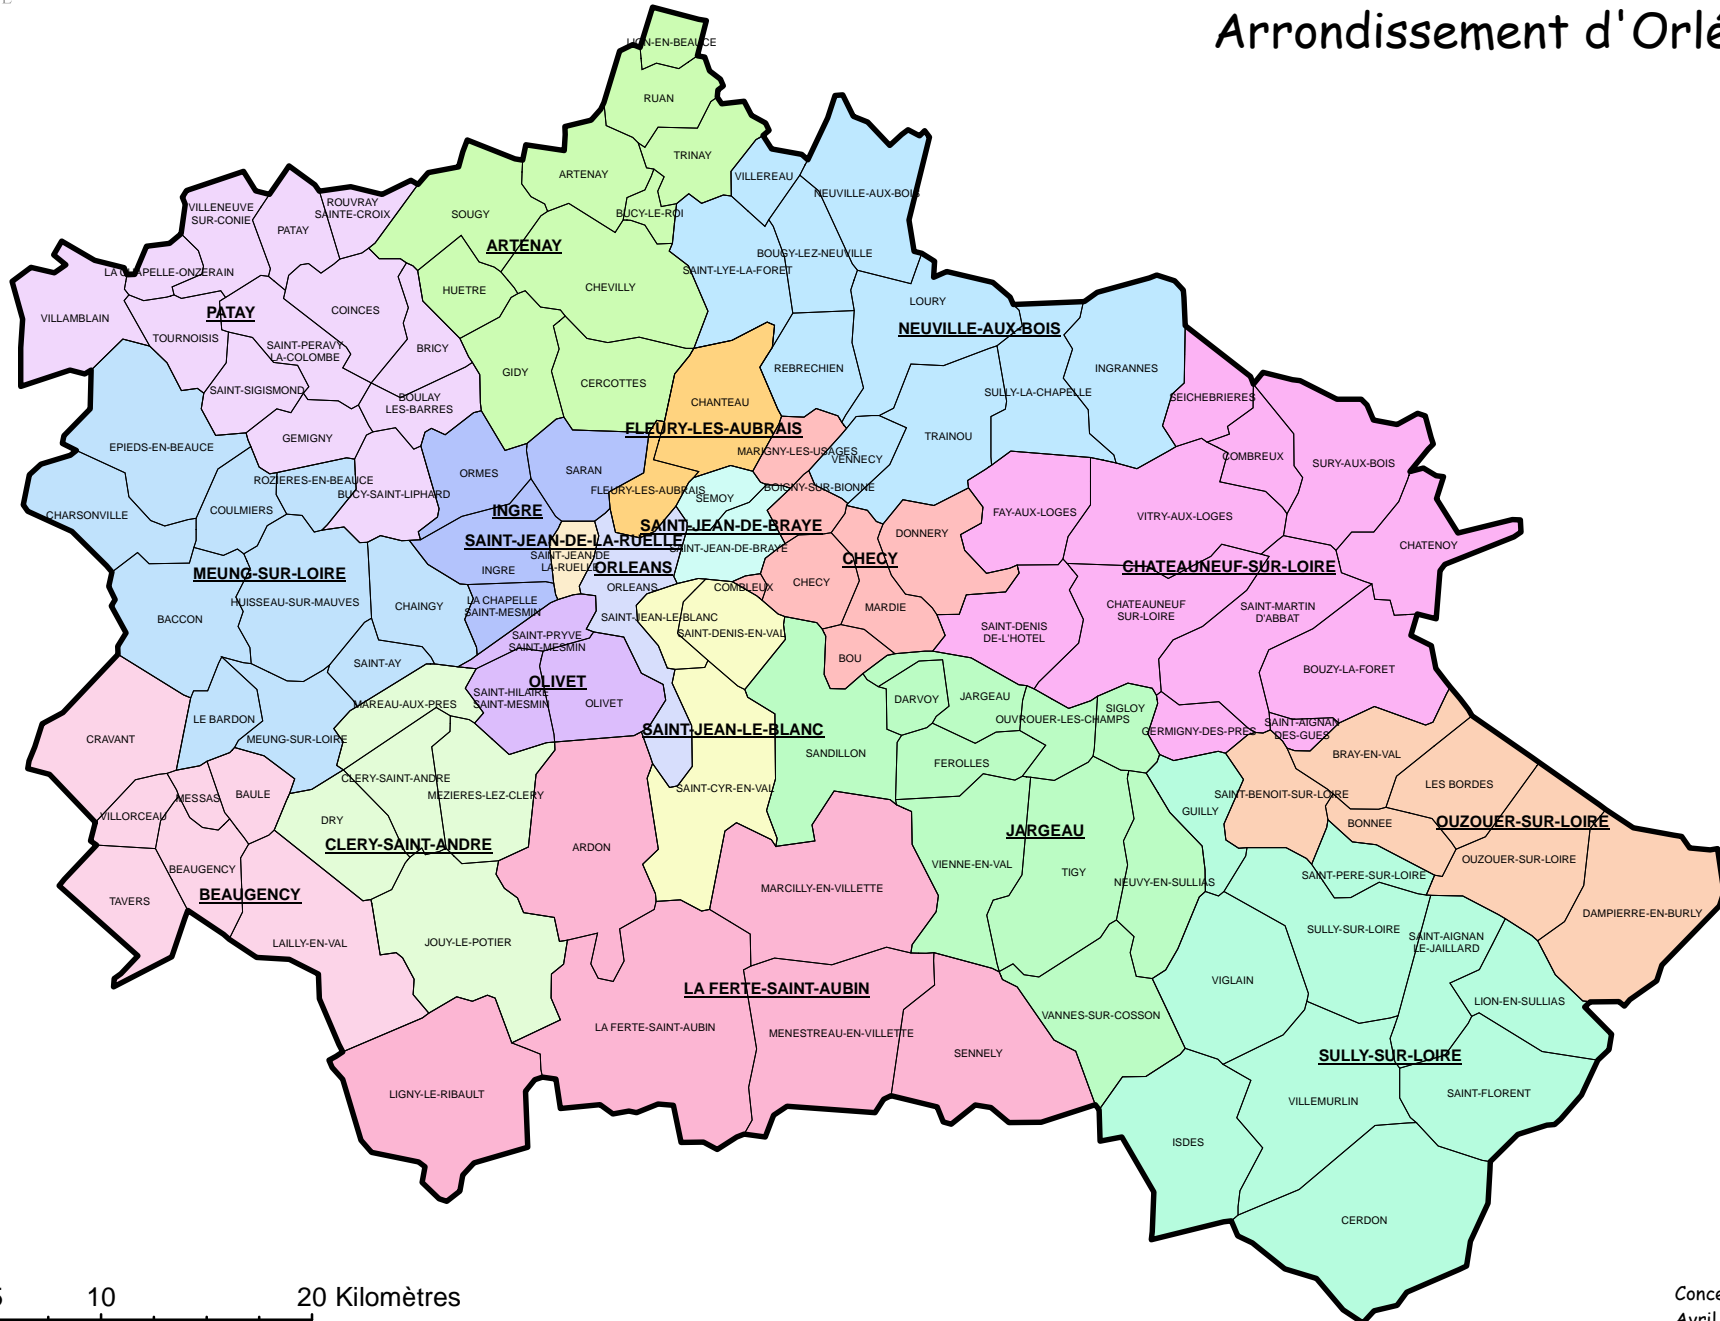 Arrondissement d'Orlé
LION-EN-BEAUCE
RUAN
TRINAY
ARTENAY
VILLEREAU
NEUVILLE-AUX-BOIS
BUCY-LE-ROI
SOUGY
ARTENAY
ROUVRAY
SAINTE-CROIX
VILLENEUVE
SUR-CONIE
PATAY
LA CHAPELLE-ONZERAIN
BOUGY-LEZ-NEUVILLE
SAINT-LYE-LA-FORET
HUETRE
CHEVILLY
LOURY
COINCES
PATAY
VILLAMBLAIN
NEUVILLE-AUX-BOIS
TOURNOISIS
SAINT-PERAVY
LA-COLOMBE
BRICY
GIDY
CERCOTTES
REBRECHIEN
INGRANNES
SAINT-SIGISMOND
BOULAY
LES-BARRES
CHANTEAU
SULLY-LA-CHAPELLE
SEICHEBRIERES
FLEURY-LES-AUBRAIS
GEMIGNY
TRAINOU
EPIEDS-EN-BEAUCE
MARIGNY-LES-USAGES
VENNECY
COMBREUX
SURY-AUX-BOIS
ORMES
SARAN
ROZIERES-EN-BEAUCE
BUCY-SAINT-LIPHARD
FLEURY-LES-AUBRAIS
SEMOY
BOIGNY-SUR-BIONNE
CHARSONVILLE
COULMIERS
INGRE
FAY-AUX-LOGES
VITRY-AUX-LOGES
SAINT-JEAN-DE-BRAYE
DONNERY
SAINT-JEAN-DE-LA-RUELLE
SAINT-JEAN-DE-BRAYE
CHATENOY
CHECY
SAINT-JEAN-DE
LA-RUELLE
ORLEANS
CHATEAUNEUF-SUR-LOIRE
MEUNG-SUR-LOIRE
INGRE
ORLEANS
COMBLEUX
CHECY
HUISSEAU-SUR-MAUVES
CHAINGY
LA CHAPELLE
SAINT-MESMIN
MARDIE
CHATEAUNEUF
SUR-LOIRE
SAINT-MARTIN
D'ABBAT
BACCON
SAINT-JEAN-LE-BLANC
SAINT-DENIS-EN-VAL
SAINT-DENIS
DE-L'HOTEL
SAINT-PRYVE
SAINT-MESMIN
SAINT-AY
BOU
BOUZY-LA-FORET
OLIVET
SAINT-HILAIRE
SAINT-MESMIN
OLIVET
DARVOY
JARGEAU
MAREAU-AUX-PRES
SIGLOY
OUVROUER-LES-CHAMPS
LE BARDON
SAINT-AIGNAN
DES-GUES
GERMIGNY-DES-PRES
SAINT-JEAN-LE-BLANC
CRAVANT
MEUNG-SUR-LOIRE
SANDILLON
BRAY-EN-VAL
FEROLLES
CLERY-SAINT-ANDRE
LES BORDES
MESSAS
BAULE
MEZIERES-LEZ-CLERY
SAINT-CYR-EN-VAL
SAINT-BENOIT-SUR-LOIRE
GUILLY
VILLORCEAU
DRY
BONNEE
OUZOUER-SUR-LOIRE
JARGEAU
CLERY-SAINT-ANDRE
ARDON
OUZOUER-SUR-LOIRE
BEAUGENCY
VIENNE-EN-VAL
TIGY
SAINT-PERE-SUR-LOIRE
NEUVY-EN-SULLIAS
MARCILLY-EN-VILLETTE
BEAUGENCY
TAVERS
DAMPIERRE-EN-BURLY
SULLY-SUR-LOIRE
SAINT-AIGNAN
LE-JAILLARD
LAILLY-EN-VAL
JOUY-LE-POTIER
VIGLAIN
LA FERTE-SAINT-AUBIN
LION-EN-SULLIAS
VANNES-SUR-COSSON
LA FERTE-SAINT-AUBIN
MENESTREAU-EN-VILLETTE
SENNELY
SULLY-SUR-LOIRE
LIGNY-LE-RIBAULT
VILLEMURLIN
SAINT-FLORENT
ISDES
CERDON
10
20 Kilomètres
Conce
Avril